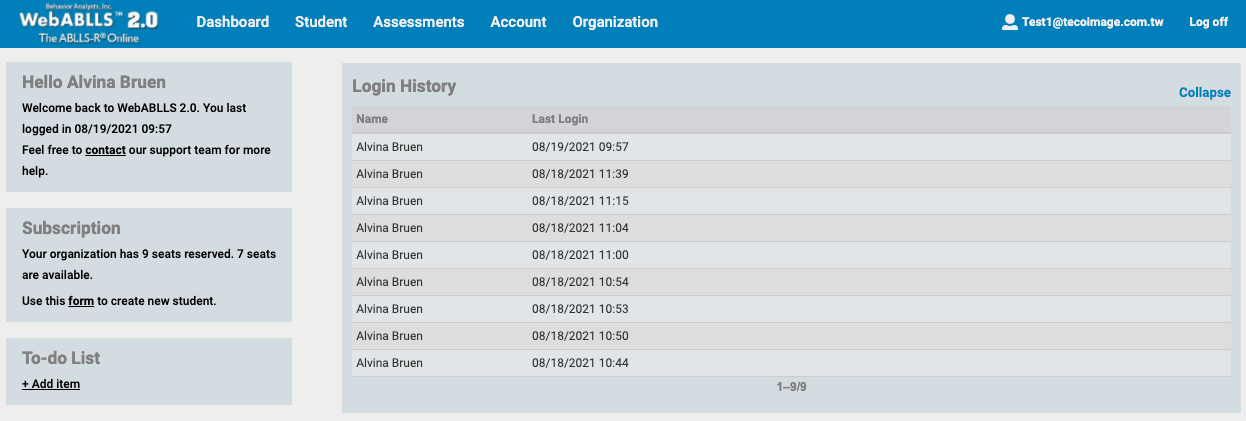 Behavior Analysts, Inc.
WebABLLS™ 2.0
The ABLLS-R® Online
Dashboard Student Assessments Account Organization
Test1@tecoimage.com.tw Log off
Hello Alvina Bruen
Welcome back to WebABLLS 2.0. You last
logged in 08/19/2021 09:57
Feel free to contact our support team for more
help.
Subscription
Your organization has 9 seats reserved. 7 seats
are available.
Use this form to create new student.
To-do List
+ Add item
Login History
Collapse
Name Last Login
Alvina Bruen 08/19/2021 09:57
Alvina Bruen 08/18/2021 11:39
Alvina Bruen 08/18/2021 11:15
Alvina Bruen 08/18/2021 11:04
Alvina Bruen 08/18/2021 11:00
Alvina Bruen 08/18/2021 10:54
Alvina Bruen 08/18/2021 10:53
Alvina Bruen 08/18/2021 10:50
Alvina Bruen 08/18/2021 10:44
1–9/9